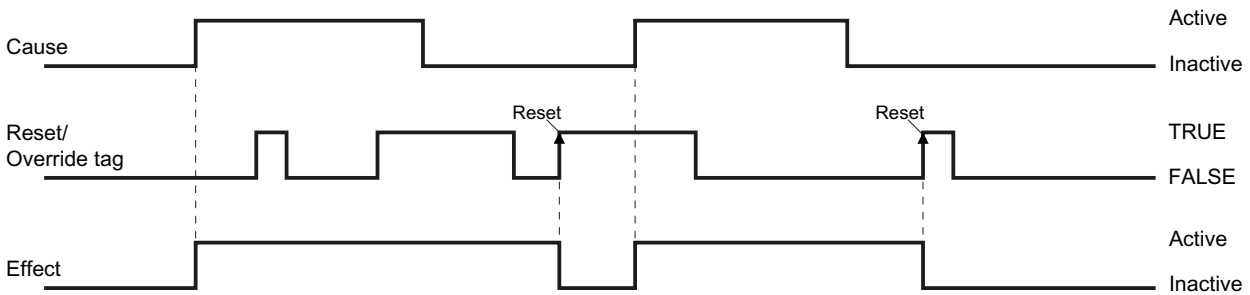 Cause
Active
Inactive
Reset/
Override tag
Reset
Reset
TRUE
FALSE
Effect
Active
Inactive